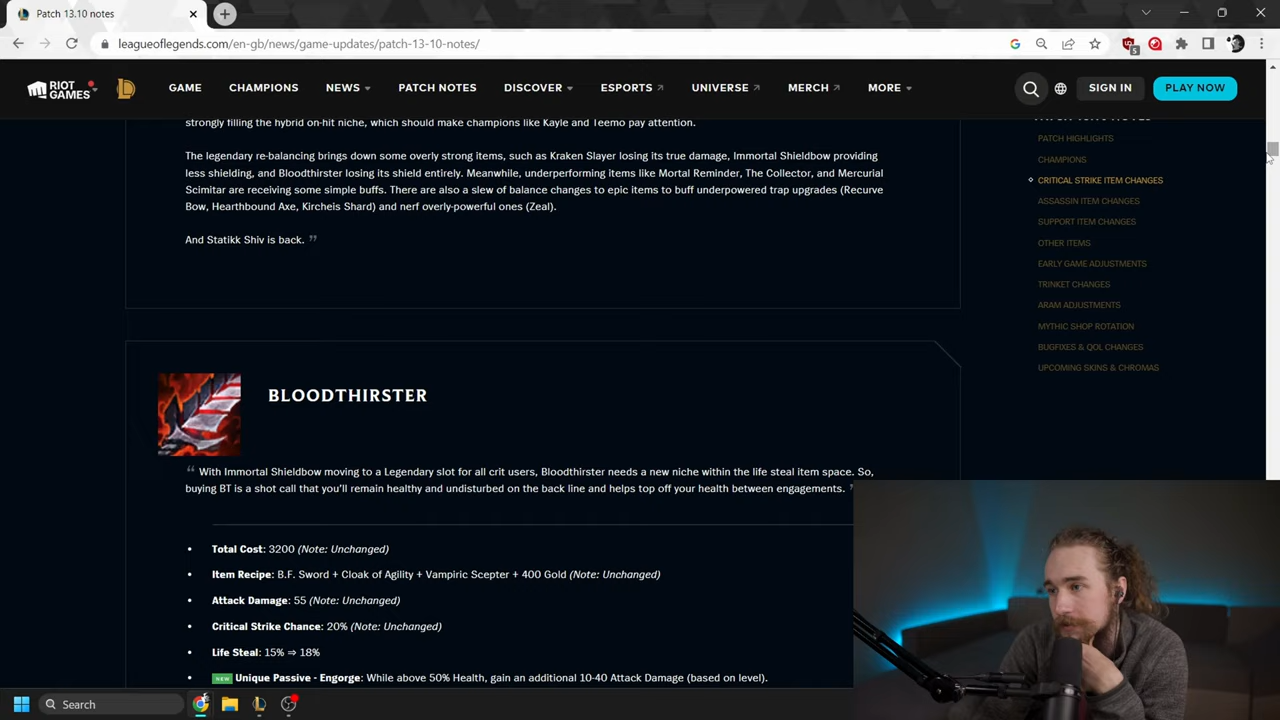 Patch 13.10 notes
leagueoflegends.com/en-gb/news/game-updates/patch-13-10-notes/
5
RIOT GAMES
GAME
CHAMPIONS
NEWS
PATCH NOTES
DISCOVER
ESPORTS
UNIVERSE
MERCH
MORE
SIGN IN
PLAY NOW
strongly filling the hybrid on-hit niche, which should make champions like Kayle and Teemo pay attention.
The legendary re-balancing brings down some overly strong items, such as Kraken Slayer losing its true damage, Immortal Shieldbow providing
less shielding, and Bloodthirster losing its shield entirely. Meanwhile, underperforming items like Mortal Reminder, The Collector, and Mercurial
Scimitar are receiving some simple buffs. There are also a slew of balance changes to epic items to buff underpowered trap upgrades (Recurve
Bow, Hearthbound Axe, Kircheis Shard) and nerf overly-powerful ones (Zeal).
And Statikk Shiv is back. ”
PATCH HIGHLIGHTS
CHAMPIONS
CRITICAL STRIKE ITEM CHANGES
ASSASSIN ITEM CHANGES
SUPPORT ITEM CHANGES
OTHER ITEMS
EARLY GAME ADJUSTMENTS
TRINKET CHANGES
ARAM ADJUSTMENTS
MYTHIC SHOP ROTATION
BUGFIXES & QOL CHANGES
UPCOMING SKINS & CHROMAS
BLOODTHIRSTER
“ With Immortal Shieldbow moving to a Legendary slot for all crit users, Bloodthirster needs a new niche within the life steal item space. So,
buying BT is a shot call that you'll remain healthy and undisturbed on the back line and helps top off your health between engagements. ”
• Total Cost: 3200 (Note: Unchanged)
• Item Recipe: B.F. Sword + Cloak of Agility + Vampiric Scepter + 400 Gold (Note: Unchanged)
• Attack Damage: 55 (Note: Unchanged)
• Critical Strike Chance: 20% (Note: Unchanged)
• Life Steal: 15% ⇒ 18%
• NEW Unique Passive - Engorge: While above 50% Health, gain an additional 10-40 Attack Damage (based on level).
Search